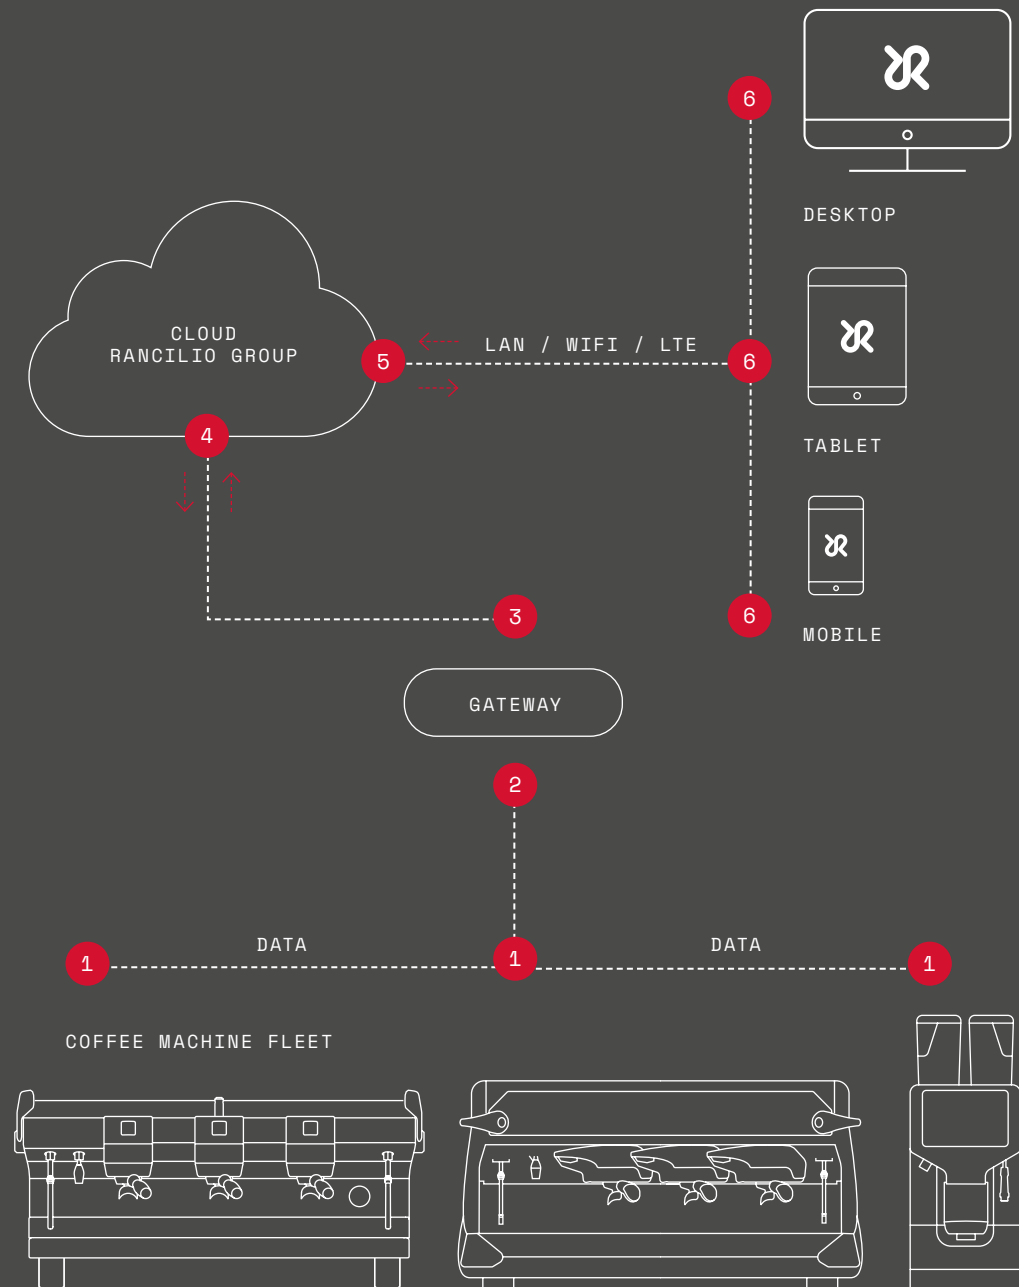 6
DESKTOP
CLOUD
RANCILIO GROUP
5
LAN / WIFI / LTE
6
4
TABLET
3
6
MOBILE
GATEWAY
2
DATA
DATA
1
1
1
COFFEE MACHINE FLEET